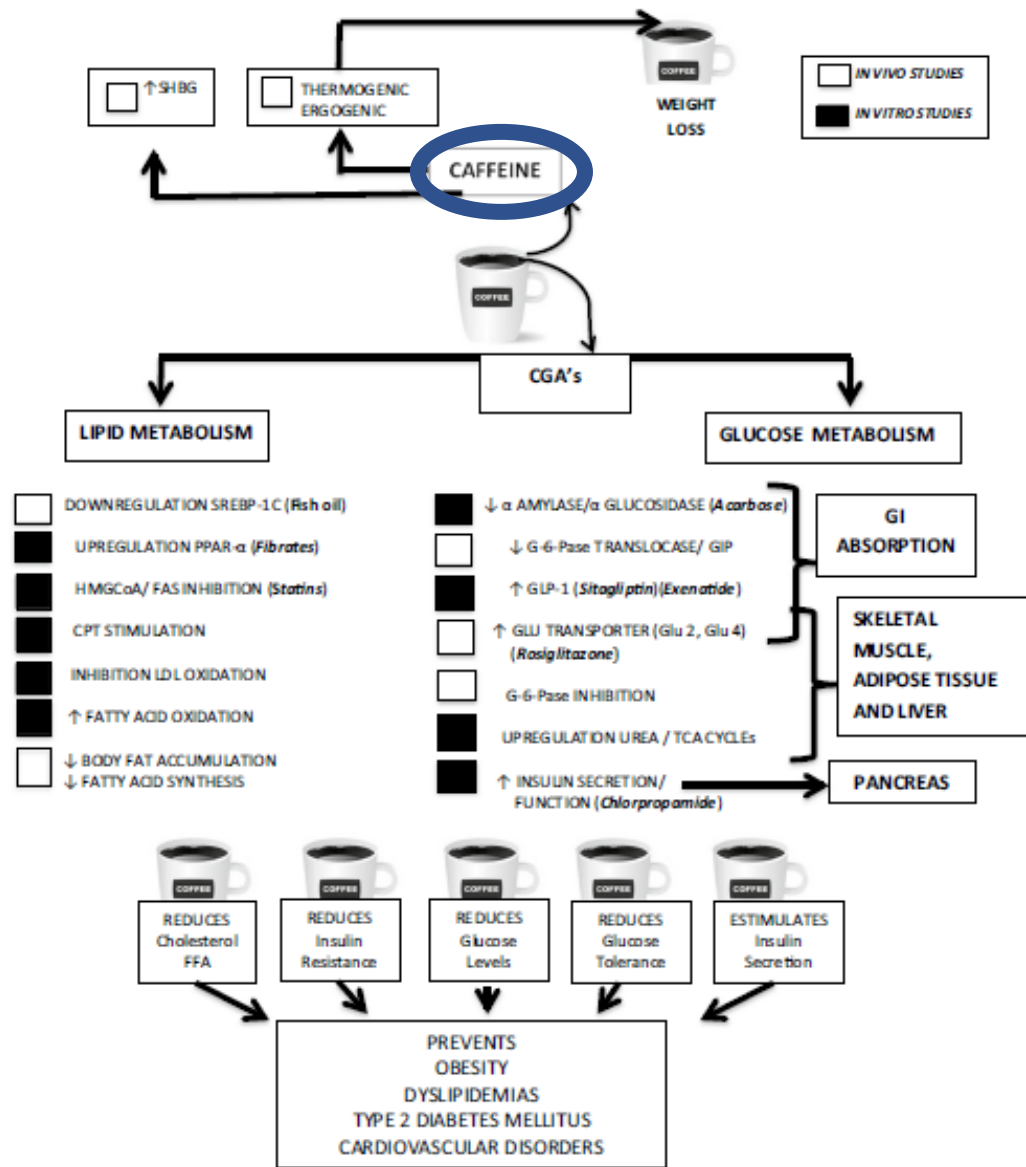 ↑SHBG
THERMOGENIC
ERGOGENIC
COFFEE
WEIGHT
LOSS
IN VIVO STUDIES
IN VITRO STUDIES
CAFFEINE
COFFEE
CGA's
LIPID METABOLISM
GLUCOSE METABOLISM
DOWNREGULATION SREBP-1C (Fish oil)
UPREGULATION PPAR-α (Fibrates)
HMGCoA/ FAS INHIBITION (Statins)
CPT STIMULATION
INHIBITION LDL OXIDATION
↑ FATTY ACID OXIDATION
↓ BODY FAT ACCUMULATION
↓ FATTY ACID SYNTHESIS
↓ α AMYLASE/α GLUCOSIDASE (Acarbose)
↓ G-6-Pase TRANSLOCASE/ GIP
↑ GLP-1 (Sitagliptin)(Exenatide)
↑ GLU TRANSPORTER (Glu 2, Glu 4)
(Rosiglitazone)
G-6-Pase INHIBITION
UPREGULATION UREA / TCA CYCLEs
↑ INSULIN SECRETION/
FUNCTION (Chlorpropamide)
GI
ABSORPTION
SKELETAL
MUSCLE,
ADIPOSE TISSUE
AND LIVER
PANCREAS
COFFEE
REDUCES
Cholesterol
FFA
COFFEE
REDUCES
Insulin
Resistance
COFFEE
REDUCES
Glucose
Levels
COFFEE
REDUCES
Glucose
Tolerance
COFFEE
ESTIMULATES
Insulin
Secretion
PREVENTS
OBESITY
DYSLIPIDEMIAS
TYPE 2 DIABETES MELLITUS
CARDIOVASCULAR DISORDERS